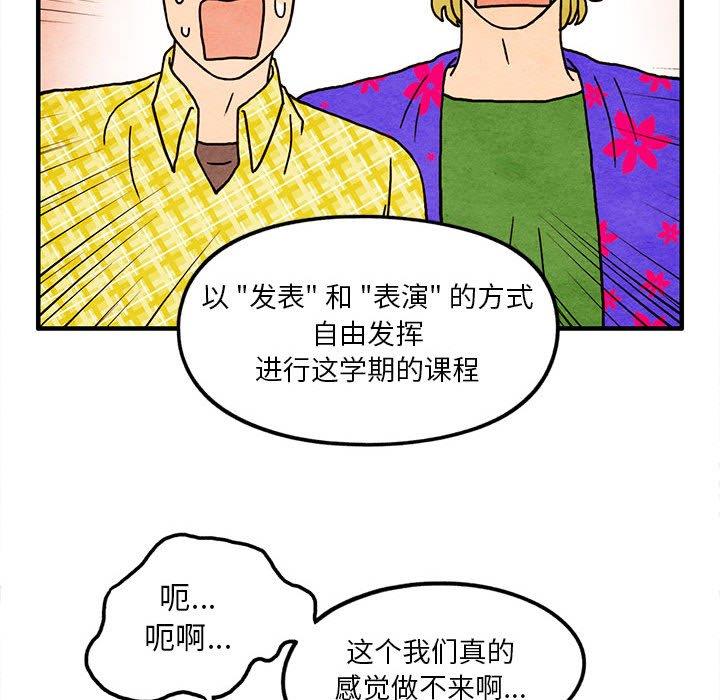 以 "发表" 和 "表演" 的方式
自由发挥
进行这学期的课程
呃...
呃啊...
这个我们真的
感觉做不来啊...